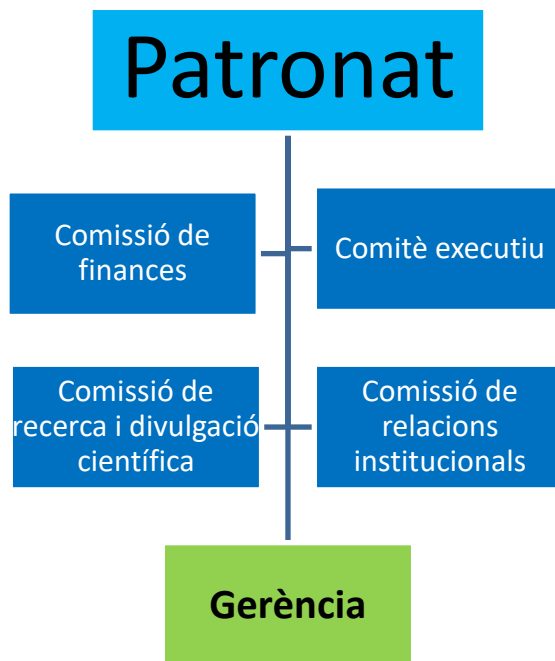 Patronat
Comissió de
finances
Comitè executiu
Comissió de
recerca i divulgació
científica
Comissió de
relacions
institucionals
Gerència